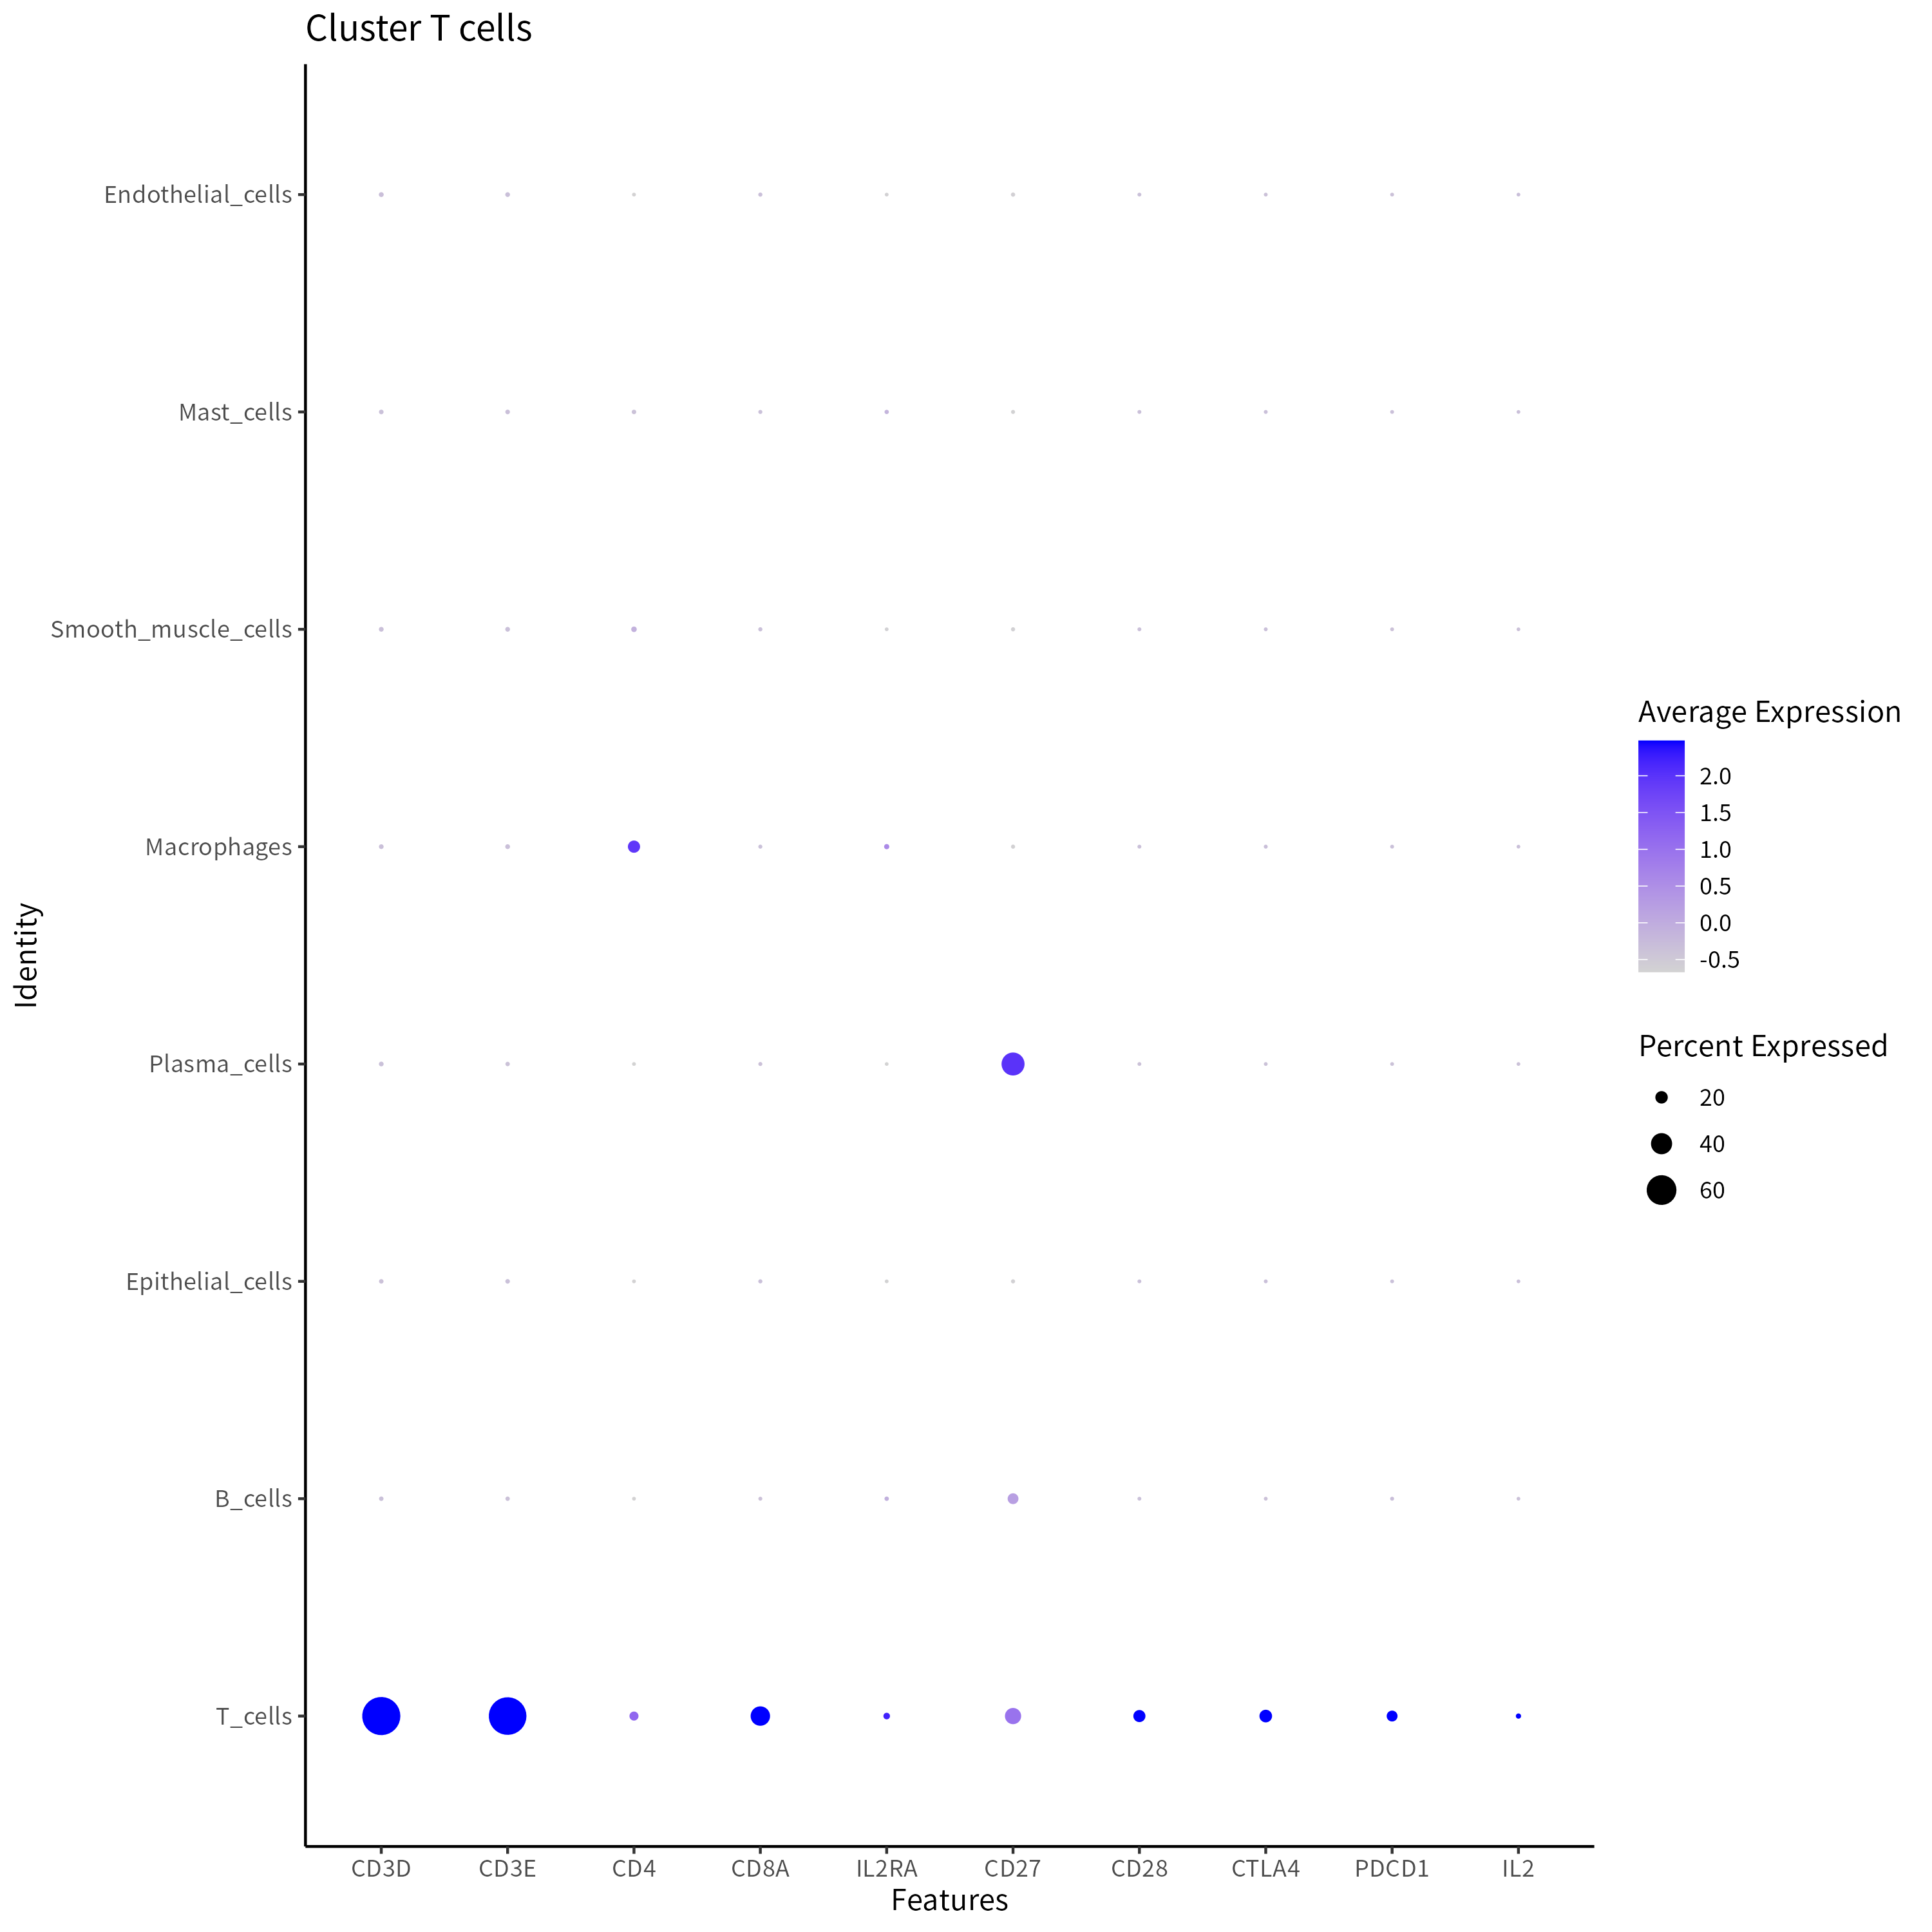 Cluster T cells
Endothelial_cells
Mast_cells
Smooth_muscle_cells
Macrophages
Plasma_cells
Epithelial_cells
B_cells
T_cells
Identity
CD3D CD3E CD4 CD8A IL2RA CD27 CD28 CTLA4 PDCD1 IL2
Features
Average Expression
2.0
1.5
1.0
0.5
0.0
-0.5
Percent Expressed
20
40
60